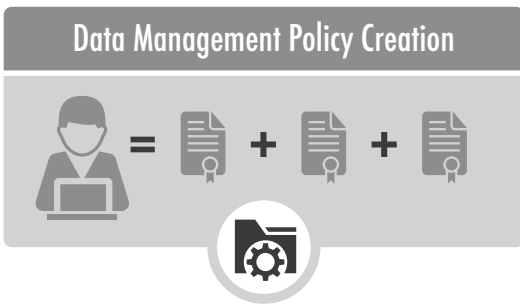 Data Management Policy Creation
= + +